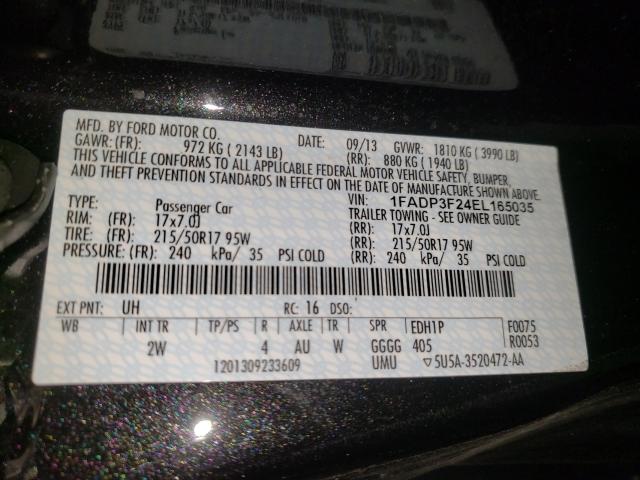 MFD. BY FORD MOTOR CO. DATE: 09/13 GVWR: 1810 KG ( 3990 LB)
GAWR: (FR): 972 KG ( 2143 LB) (RR): 880 KG ( 1940 LB)
THIS VEHICLE CONFORMS TO ALL APPLICABLE FEDERAL MOTOR VEHICLE SAFETY, BUMPER,
AND THEFT PREVENTION STANDARDS IN EFFECT ON THE DATE OF MANUFACTURE SHOWN ABOVE.
VIN: 1FADP3F24EL165035
TYPE: Passenger Car TRAILER TOWING - SEE OWNER GUIDE
RIM: (FR) 17x7.0J (RR): 17x7.0J
TIRE: (FR): 215/50R17 95W (RR): 215/50R17 95W
PRESSURE: (FR): 240 kPa/ 35 PSI COLD (RR): 240 kPa/ 35 PSI COLD
EXT PNT: UH RC: 16 DSO:
WB INT TR TP/PS R AXLE TR SPR EDH1P F0075
2W 4 AU W GGGG 405 R0053
1201309233609 UMU ▽5U5A-3520472-AA